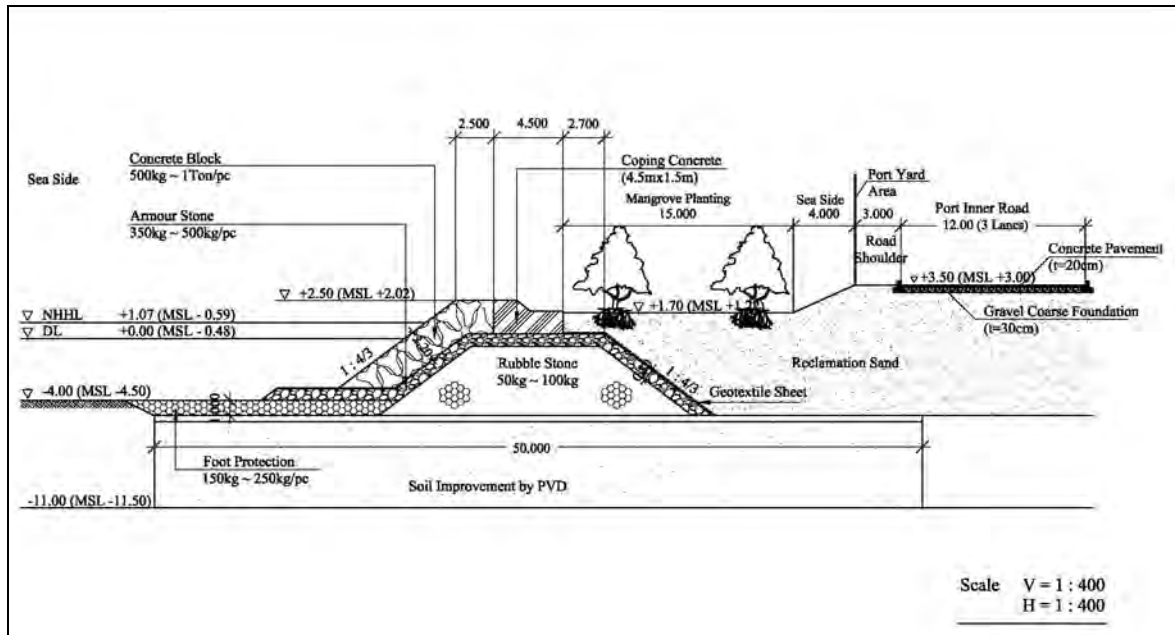 2.500 4.500 2.700
Concrete Block
500kg ~ 1Ton/pc
Coping Concrete
(4.5mx1.5m)
Sea Side
Port Yard
Area
Armour Stone
350kg ~ 500kg/pc
Mangrove Planting
15.000
Sea Side
4.000
3.000
Port Inner Road
12.00 (3 Lanes)
Road
Shoulder
Concrete Pavement
(t=20cm)
+3.50 (MSL +3.00)
+2.50 (MSL +2.02)
+1.70 (MSL +1.
NHHL +1.07 (MSL - 0.59)
DL +0.00 (MSL - 0.48)
Gravel Coarse Foundation
(t=30cm)
1 : 4/3
Rubble Stone
50kg ~ 100kg
1 : 4/3
Reclamation Sand
Geotextile Sheet
-4.00 (MSL -4.50)
50.000
Foot Protection
150kg ~ 250kg/pc
Soil Improvement by PVD
-11.00 (MSL -11.50)
Scale V = 1 : 400
H = 1 : 400